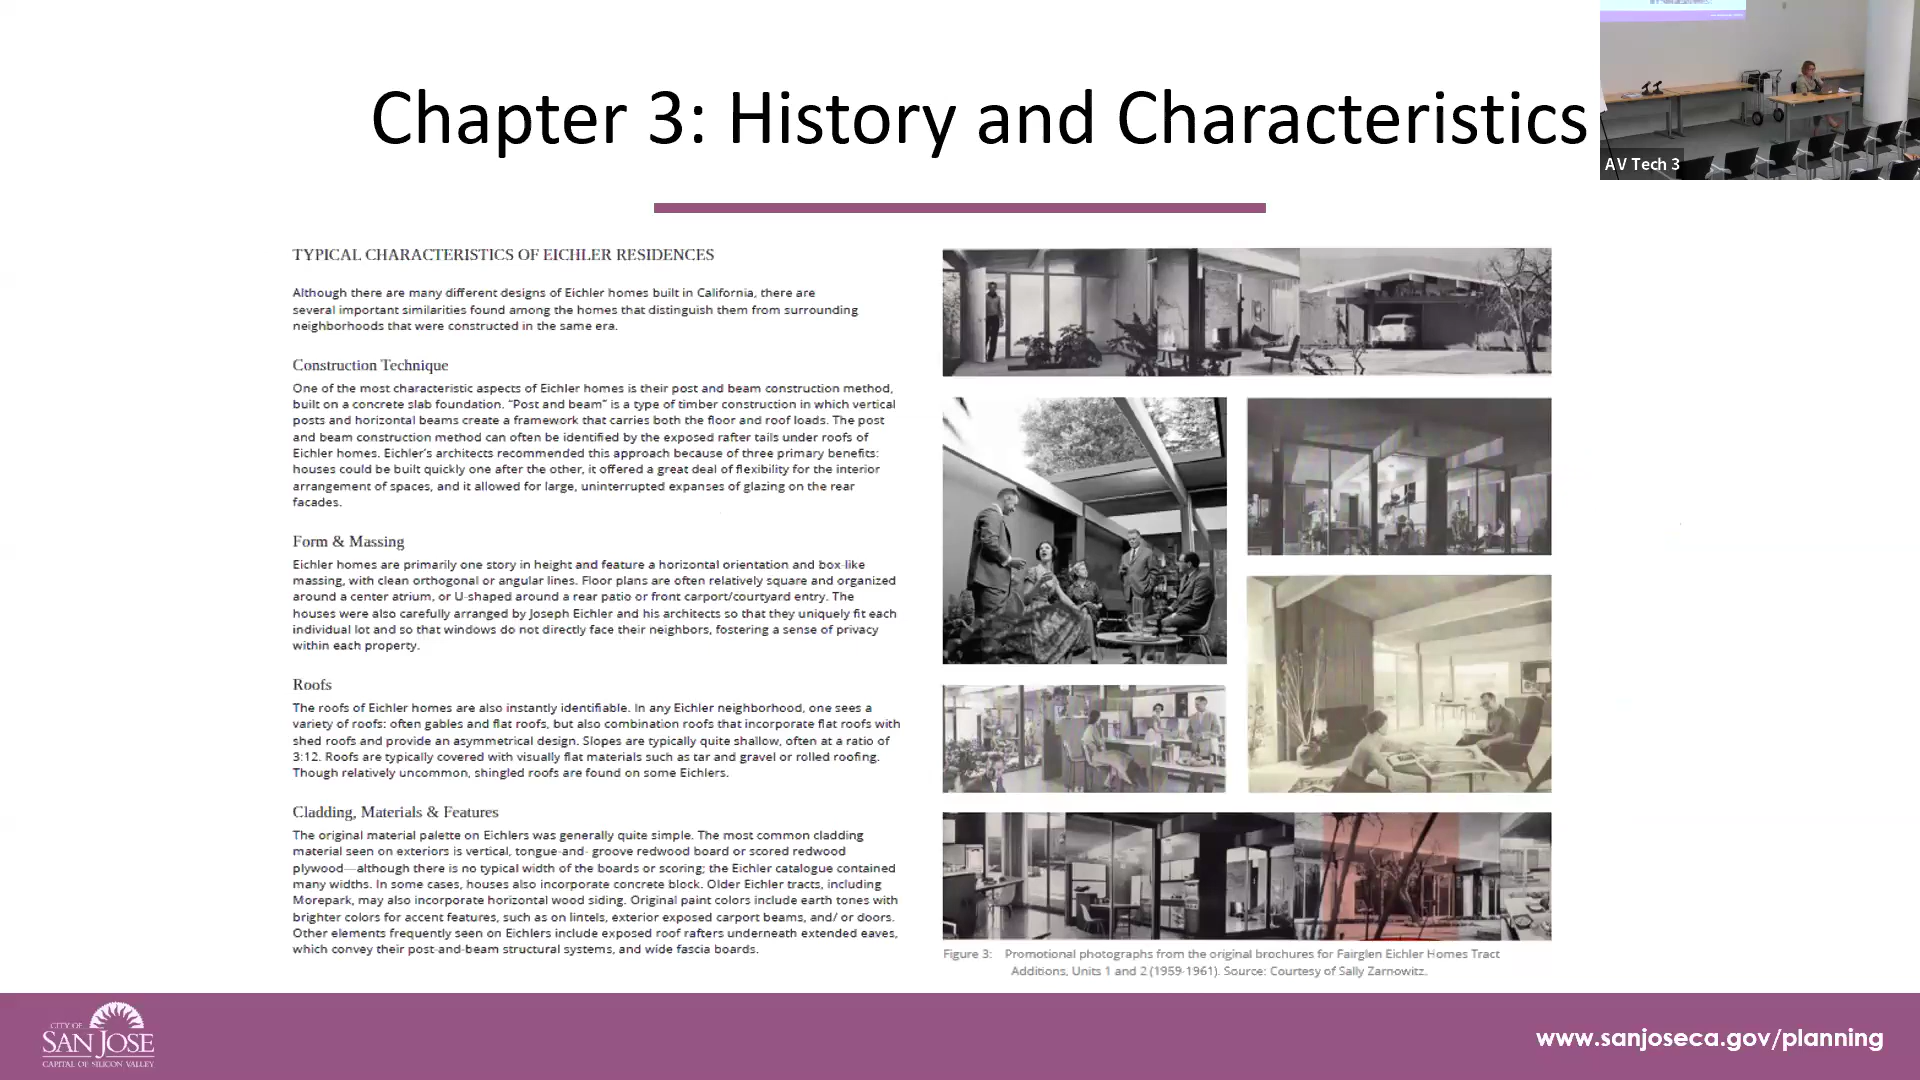 Chapter 3: History and Characteristics
AV Tech 3
TYPICAL CHARACTERISTICS OF EICHLER RESIDENCES
Although there are many different designs of Eichler homes built in California, there are
several important similarities found among the homes that distinguish them from surrounding
neighborhoods that were constructed in the same era.
Construction Technique
One of the most characteristic aspects of Eichler homes is their post and beam construction method,
built on a concrete slab foundation. “Post and beam” is a type of timber construction in which vertical
posts and horizontal beams create a framework that carries both the floor and roof loads. The post
and beam construction method can often be identified by the exposed rafter tails under roofs of
Eichler homes. Eichler’s architects recommended this approach because of three primary benefits:
houses could be built quickly one after the other, it offered a great deal of flexibility for the interior
arrangement of spaces, and it allowed for large, uninterrupted expanses of glazing on the rear
facades.
Form & Massing
Eichler homes are primarily one story in height and feature a horizontal orientation and box-like
massing, with clean orthogonal or angular lines. Floor plans are often relatively square and organized
around a center atrium, or U-shaped around a rear patio or front carport/courtyard entry. The
houses were also carefully arranged by Joseph Eichler and his architects so that they uniquely fit each
individual lot and so that windows do not directly face their neighbors, fostering a sense of privacy
within each property.
Roofs
The roofs of Eichler homes are also instantly identifiable. In any Eichler neighborhood, one sees a
variety of roofs: often gables and flat roofs, but also combination roofs that incorporate flat roofs with
shed roofs and provide an asymmetrical design. Slopes are typically quite shallow, often at a ratio of
3:12. Roofs are typically covered with visually flat materials such as tar and gravel or rolled roofing.
Though relatively uncommon, shingled roofs are found on some Eichlers.
Cladding, Materials & Features
The original material palette on Eichlers was generally quite simple. The most common cladding
material seen on exteriors is vertical, tongue-and- groove redwood board or scored redwood
plywood—although there is no typical width of the boards or scoring; the Eichler catalogue contained
many widths. In some cases, houses also incorporate concrete block. Older Eichler tracts, including
Morepark, may also incorporate horizontal wood siding. Original paint colors include earth tones with
brighter colors for accent features, such as on lintels, exterior exposed carport beams, and/ or doors.
Other elements frequently seen on Eichlers include exposed roof rafters underneath extended eaves,
which convey their post-and-beam structural systems, and wide fascia boards.
Figure 3: Promotional photographs from the original brochures for Fairglen Eichler Homes Tract
Additions, Units 1 and 2 (1959-1961). Source: Courtesy of Sally Zarnowitz.
CITY OF
SAN JOSE
CAPITAL OF SILICON VALLEY
www.sanjoseca.gov/planning